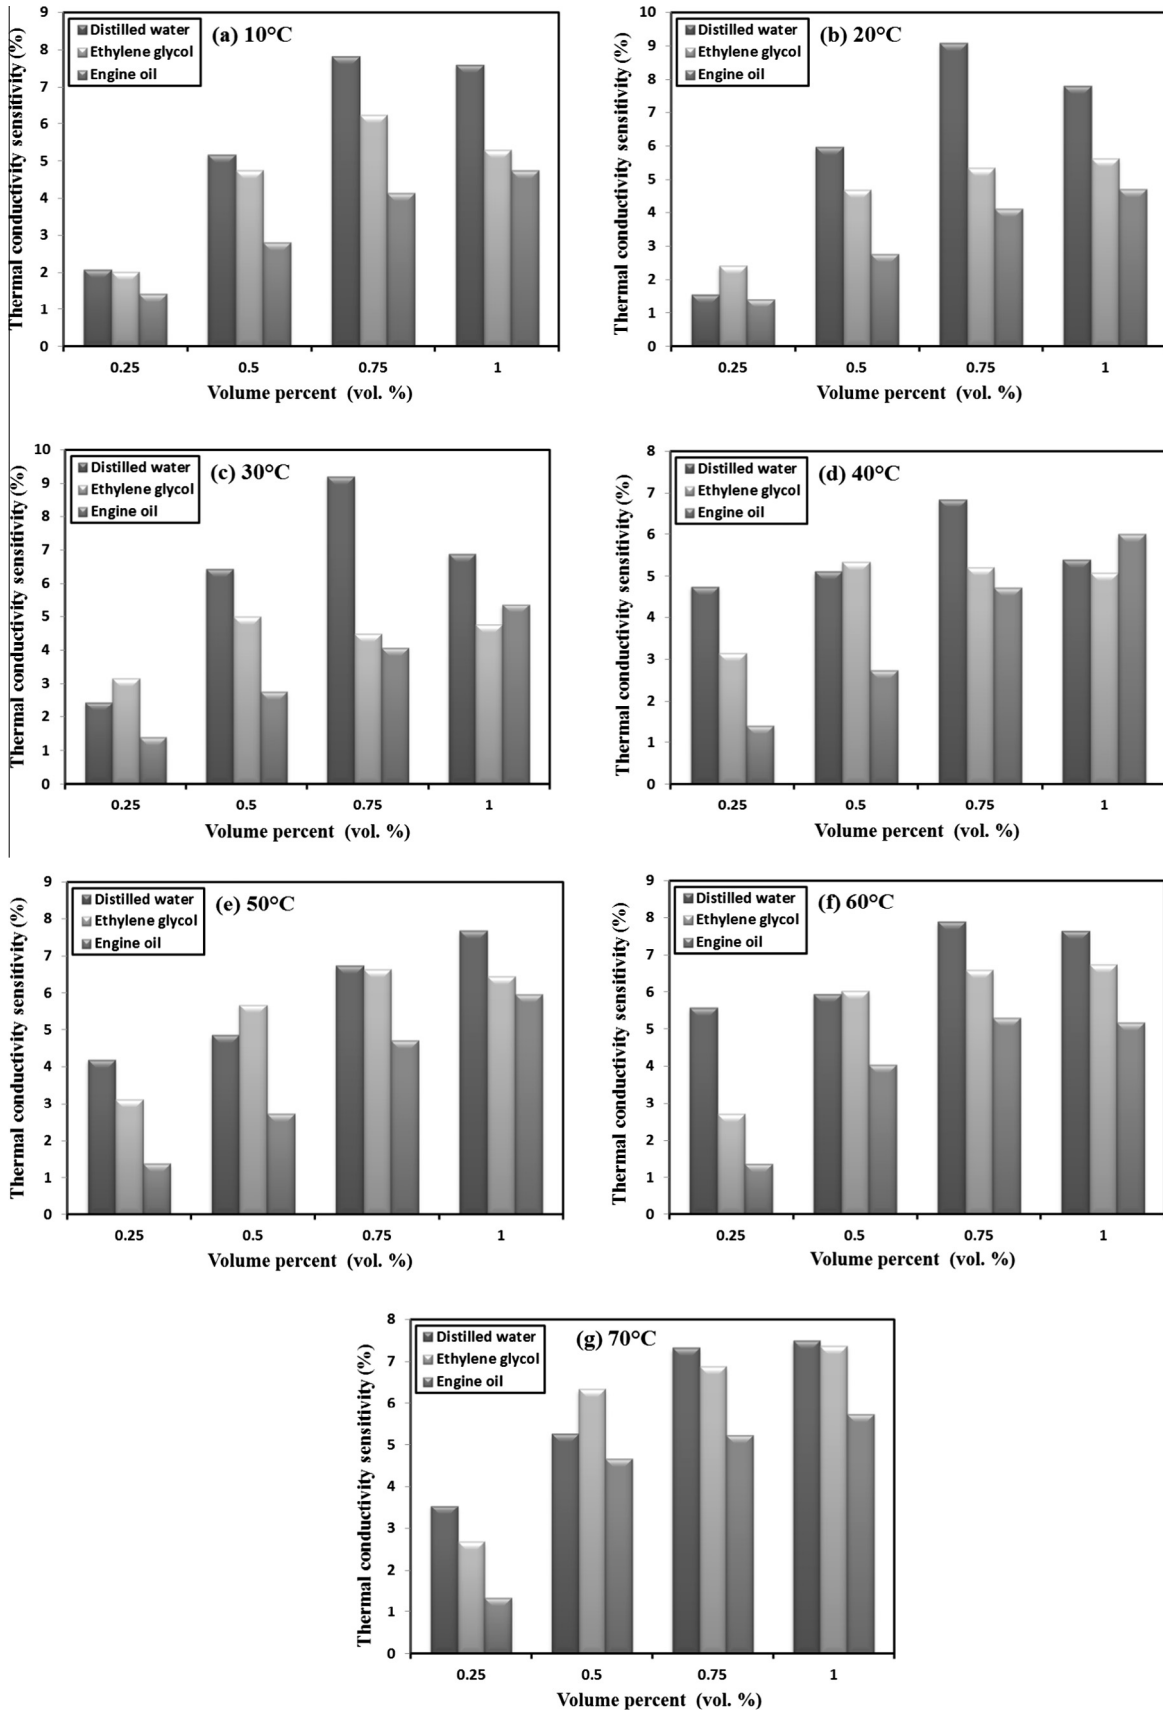 (a) 10°C
Distilled water
Ethylene glycol
Engine oil
Thermal conductivity sensitivity (%)
9
8
7
6
5
4
3
2
1
0
0.25 0.5 0.75 1
Volume percent (vol. %)
(b) 20°C
Distilled water
Ethylene glycol
Engine oil
Thermal conductivity sensitivity (%)
10
9
8
7
6
5
4
3
2
1
0
0.25 0.5 0.75 1
Volume percent (vol. %)
(c) 30°C
Distilled water
Ethylene glycol
Engine oil
Thermal conductivity sensitivity (%)
10
9
8
7
6
5
4
3
2
1
0
0.25 0.5 0.75 1
Volume percent (vol. %)
(d) 40°C
Distilled water
Ethylene glycol
Engine oil
Thermal conductivity sensitivity (%)
8
7
6
5
4
3
2
1
0
0.25 0.5 0.75 1
Volume percent (vol. %)
(e) 50°C
Distilled water
Ethylene glycol
Engine oil
Thermal conductivity sensitivity (%)
9
8
7
6
5
4
3
2
1
0
0.25 0.5 0.75 1
Volume percent (vol. %)
(f) 60°C
Distilled water
Ethylene glycol
Engine oil
Thermal conductivity sensitivity (%)
9
8
7
6
5
4
3
2
1
0
0.25 0.5 0.75 1
Volume percent (vol. %)
(g) 70°C
Distilled water
Ethylene glycol
Engine oil
Thermal conductivity sensitivity (%)
8
7
6
5
4
3
2
1
0
0.25 0.5 0.75 1
Volume percent (vol. %)